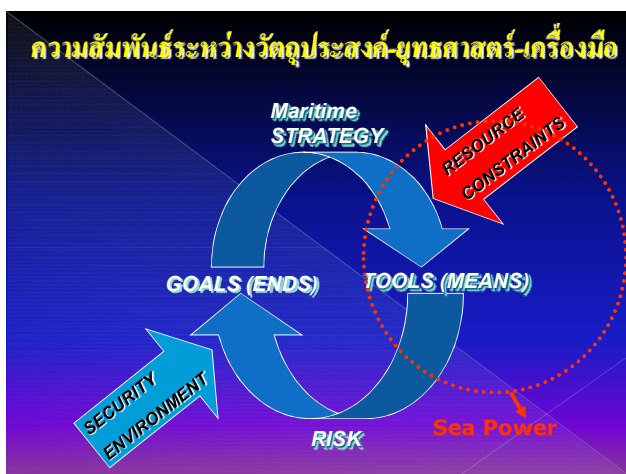 ความสัมพันธ์ระหว่างวัตถุประสงค์-ยุทธศาสตร์-เครื่องมือ
Maritime
STRATEGY
RESOURCE
CONSTRAINTS
GOALS (ENDS)
TOOLS (MEANS)
SECURITY
ENVIRONMENT
RISK
Sea Power